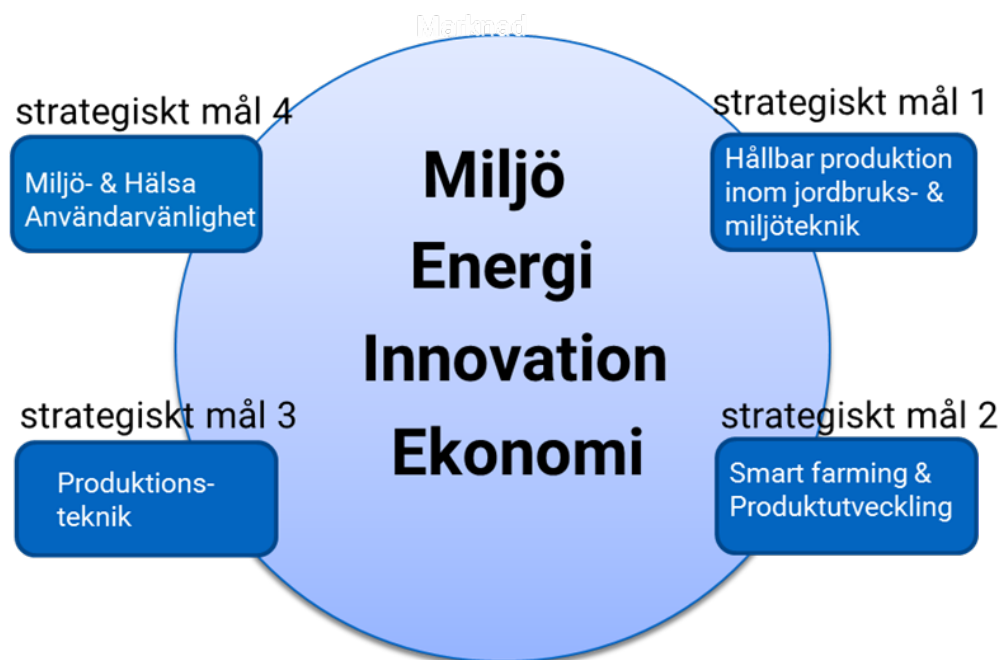 Marknad
strategiskt mål 4
Miljö- & Hälsa
Användarvänlighet
strategiskt mål 1
Hållbar produktion
inom jordbruks- &
miljöteknik
Miljö
Energi
Innovation
Ekonomi
strategiskt mål 3
Produktions-
teknik
strategiskt mål 2
Smart farming &
Produktutveckling